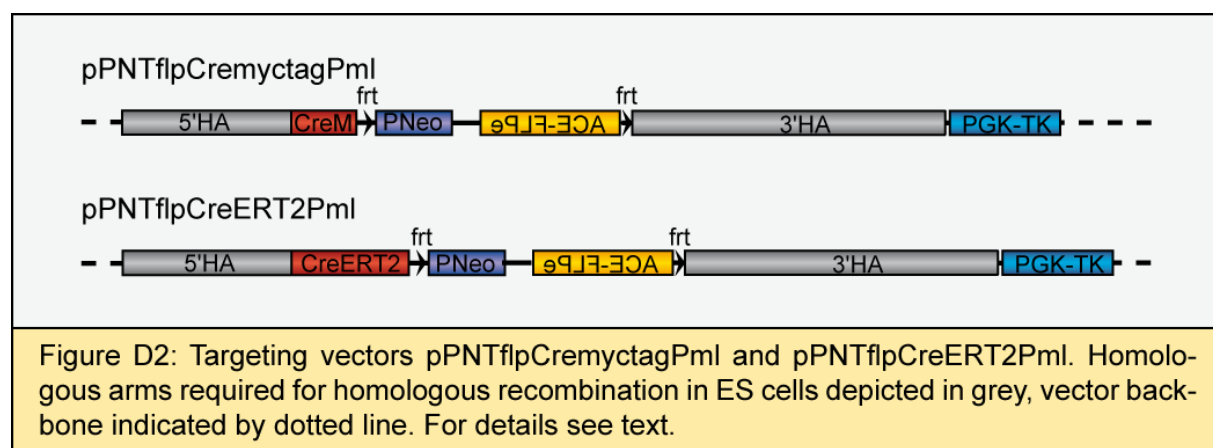 pPNTflpCremyctagPml
frt frt
5'HA CreM PNeo ACE-FLPe 3'HA PGK-TK
pPNTflpCreERT2Pml
frt frt
5'HA CreERT2 PNeo ACE-FLPe 3'HA PGK-TK
Figure D2: Targeting vectors pPNTflpCremyctagPml and pPNTflpCreERT2Pml. Homolo-
gous arms required for homologous recombination in ES cells depicted in grey, vector back-
bone indicated by dotted line. For details see text.